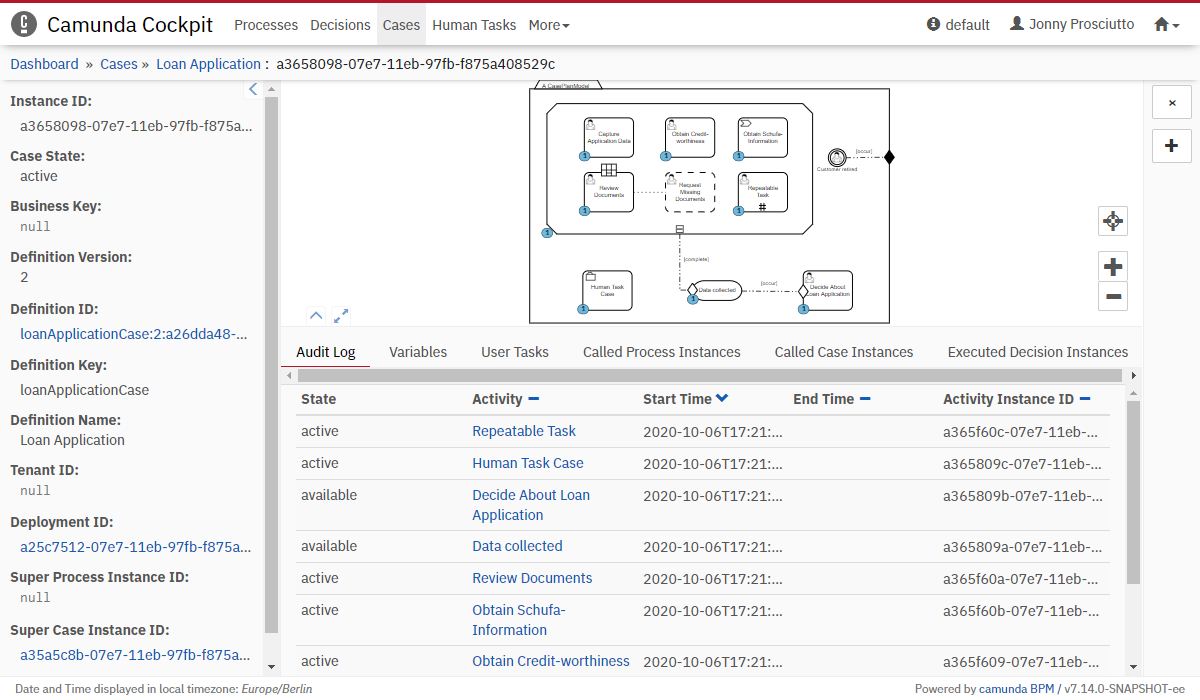 Camunda Cockpit Processes Decisions Cases Human Tasks More default Jonny Prosciutto
Dashboard » Cases » Loan Application : a3658098-07e7-11eb-97fb-f875a408529c
Instance ID:
a3658098-07e7-11eb-97fb-f875a...
Case State:
active
Business Key:
null
Definition Version:
2
Definition ID:
loanApplicationCase:2:a26dda48-...
Definition Key:
loanApplicationCase
Definition Name:
Loan Application
Tenant ID:
null
Deployment ID:
a25c7512-07e7-11eb-97fb-f875a...
Super Process Instance ID:
null
Super Case Instance ID:
a35a5c8b-07e7-11eb-97fb-f875a...
A CasePlanModel
Capture
Application Data
1
Obtain Credit-
worthiness
1
Obtain Schufa-
Information
1
Review
Documents
1
Request
Missing
Documents
Repeatable
Task
1
1
[occur]
Customer retired
[complete]
Human Task
Case
1
Data collected
1
[occur]
Decide About
Loan Application
1
Audit Log Variables User Tasks Called Process Instances Called Case Instances Executed Decision Instances
State Activity Start Time End Time Activity Instance ID
active Repeatable Task 2020-10-06T17:21:... a365f60c-07e7-11eb-...
active Human Task Case 2020-10-06T17:21:... a365809c-07e7-11eb-...
available Decide About Loan 2020-10-06T17:21:... a365809b-07e7-11eb-...
Application
available Data collected 2020-10-06T17:21:... a365809a-07e7-11eb-...
active Review Documents 2020-10-06T17:21:... a365f60a-07e7-11eb-...
active Obtain Schufa- 2020-10-06T17:21:... a365f60b-07e7-11eb-...
Information
active Obtain Credit-worthiness 2020-10-06T17:21:... a365f609-07e7-11eb-...
Date and Time displayed in local timezone: Europe/Berlin Powered by camunda BPM / v7.14.0-SNAPSHOT-ee